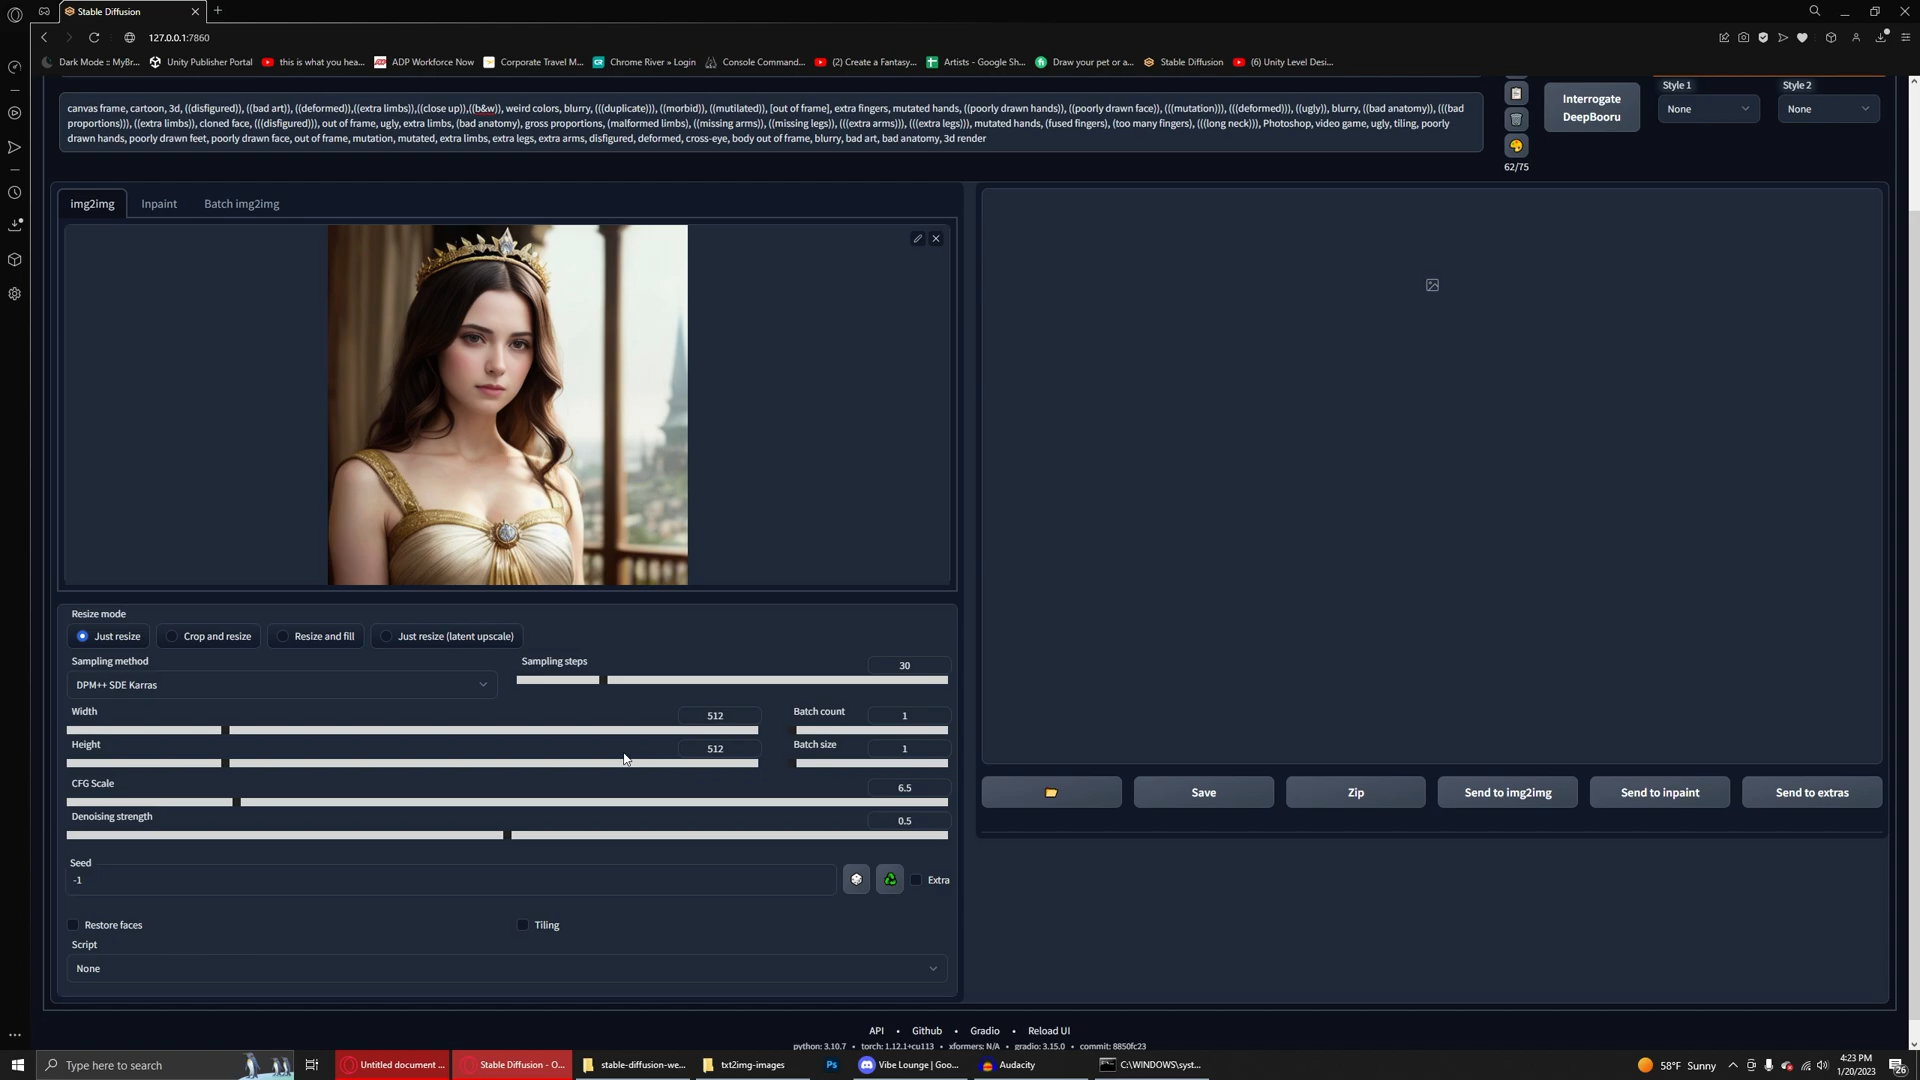 Stable Diffusion
127.0.0.1:7860
Dark Mode :: MyBr...
Unity Publisher Portal
this is what you hea...
ADP Workforce Now
Corporate Travel M...
Chrome River » Login
Console Command...
(2) Create a Fantasy...
Artists - Google Sh...
Draw your pet or a...
Stable Diffusion
(6) Unity Level Desi...
canvas frame, cartoon, 3d, ((disfigured)), ((bad art)), ((deformed)),((extra limbs)),((close up)),((b&w)), weird colors, blurry, (((duplicate))), ((morbid)), ((mutilated)), [out of frame], extra fingers, mutated hands, ((poorly drawn hands)), ((poorly drawn face)), (((mutation))), (((deformed))), ((ugly)), blurry, ((bad anatomy)), (((bad
proportions))), ((extra limbs)), cloned face, (((disfigured))), out of frame, ugly, extra limbs, (bad anatomy), gross proportions, (malformed limbs), ((missing arms)), ((missing legs)), (((extra arms))), (((extra legs))), mutated hands, (fused fingers), (too many fingers), (((long neck))), Photoshop, video game, ugly, tiling, poorly
drawn hands, poorly drawn feet, poorly drawn face, out of frame, mutation, mutated, extra limbs, extra legs, extra arms, disfigured, deformed, cross-eye, body out of frame, blurry, bad art, bad anatomy, 3d render
62/75
Interrogate
DeepBooru
Style 1
None
Style 2
None
img2img
Inpaint
Batch img2img
Resize mode
Just resize
Crop and resize
Resize and fill
Just resize (latent upscale)
Sampling method
DPM++ SDE Karras
Sampling steps
30
Width
512
Batch count
1
Height
512
Batch size
1
CFG Scale
6.5
Denoising strength
0.5
Seed
-1
Extra
Restore faces
Tiling
Script
None
Save
Zip
Send to img2img
Send to inpaint
Send to extras
API • Github • Gradio • Reload UI
python: 3.10.7 • torch: 1.12.1+cu113 • xformers: N/A • gradio: 3.15.0 • commit: 8850fc23
Type here to search
Untitled document ...
Stable Diffusion - O...
stable-diffusion-we...
txt2img-images
Ps
Vibe Lounge | Goo...
Audacity
C:\WINDOWS\syst...
58°F Sunny
4:23 PM
1/20/2023
26